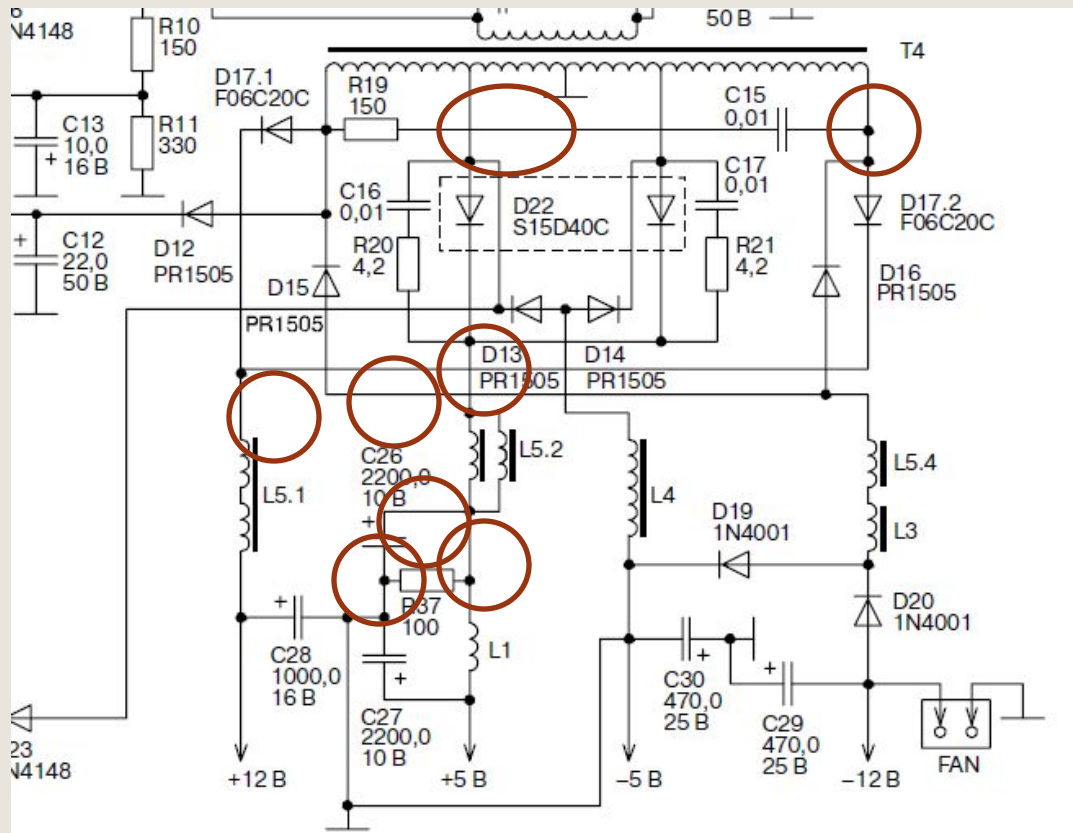 N4148
R10
150
50 В
T4
D17.1
F06C20C
R19
150
C15
0,01
C13
10,0
16 В
+
R11
330
C16
0,01
C17
0,01
D22
S15D40C
D17.2
F06C20C
+
C12
22,0
50 В
D12
PR1505
R20
4,2
R21
4,2
D15
PR1505
D16
PR1505
D13
PR1505
D14
PR1505
C26
2200,0
10 В
+
L5.2
L5.4
L5.1
L4
D19
1N4001
L3
R37
100
D20
1N4001
+
C28
1000,0
16 В
L1
+
C27
2200,0
10 В
+
C30
470,0
25 В
+
C29
470,0
25 В
23
N4148
+12 В
+5 В
–5 В
–12 В
FAN